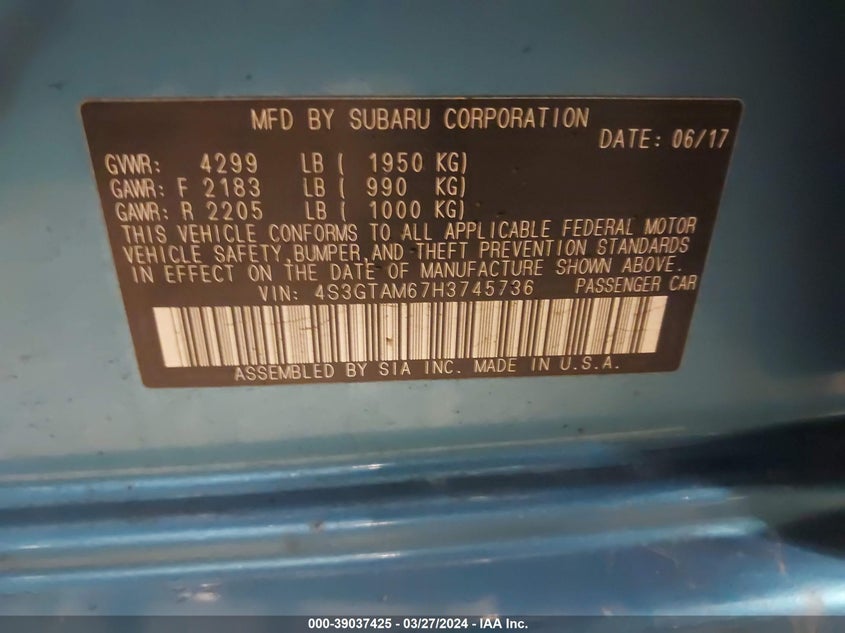 MFD BY SUBARU CORPORATION
DATE: 06/17
GVWR: 4299 LB ( 1950 KG)
GAWR: F 2183 LB ( 990 KG)
GAWR: R 2205 LB ( 1000 KG)
THIS VEHICLE CONFORMS TO ALL APPLICABLE FEDERAL MOTOR
VEHICLE SAFETY, BUMPER, AND THEFT PREVENTION STANDARDS
IN EFFECT ON THE DATE OF MANUFACTURE SHOWN ABOVE.
VIN: 4S3GTAM67H3745736 PASSENGER CAR
ASSEMBLED BY SIA INC. MADE IN U.S.A.
000-39037425 - 03/27/2024 - IAA Inc.